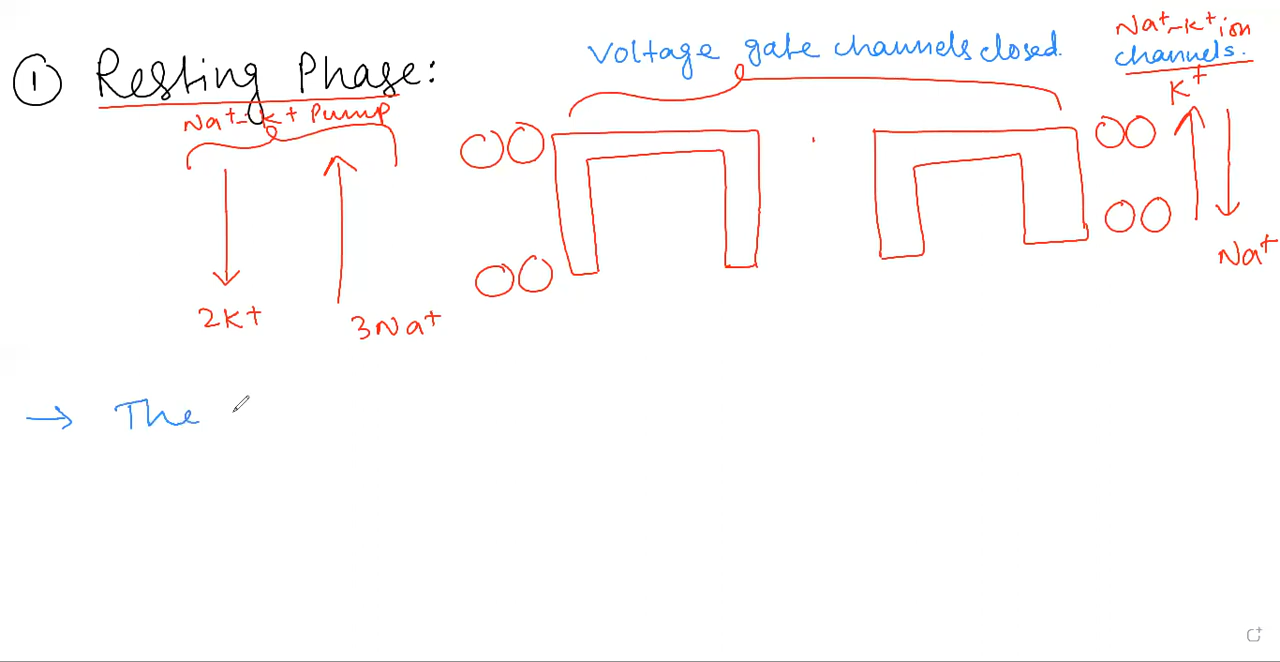 ① Resting Phase:
Na+-K+ Pump
2K+
3Na+
Voltage gate channels closed.
Na+-K+ ion
channels.
K+
Na+
→ The